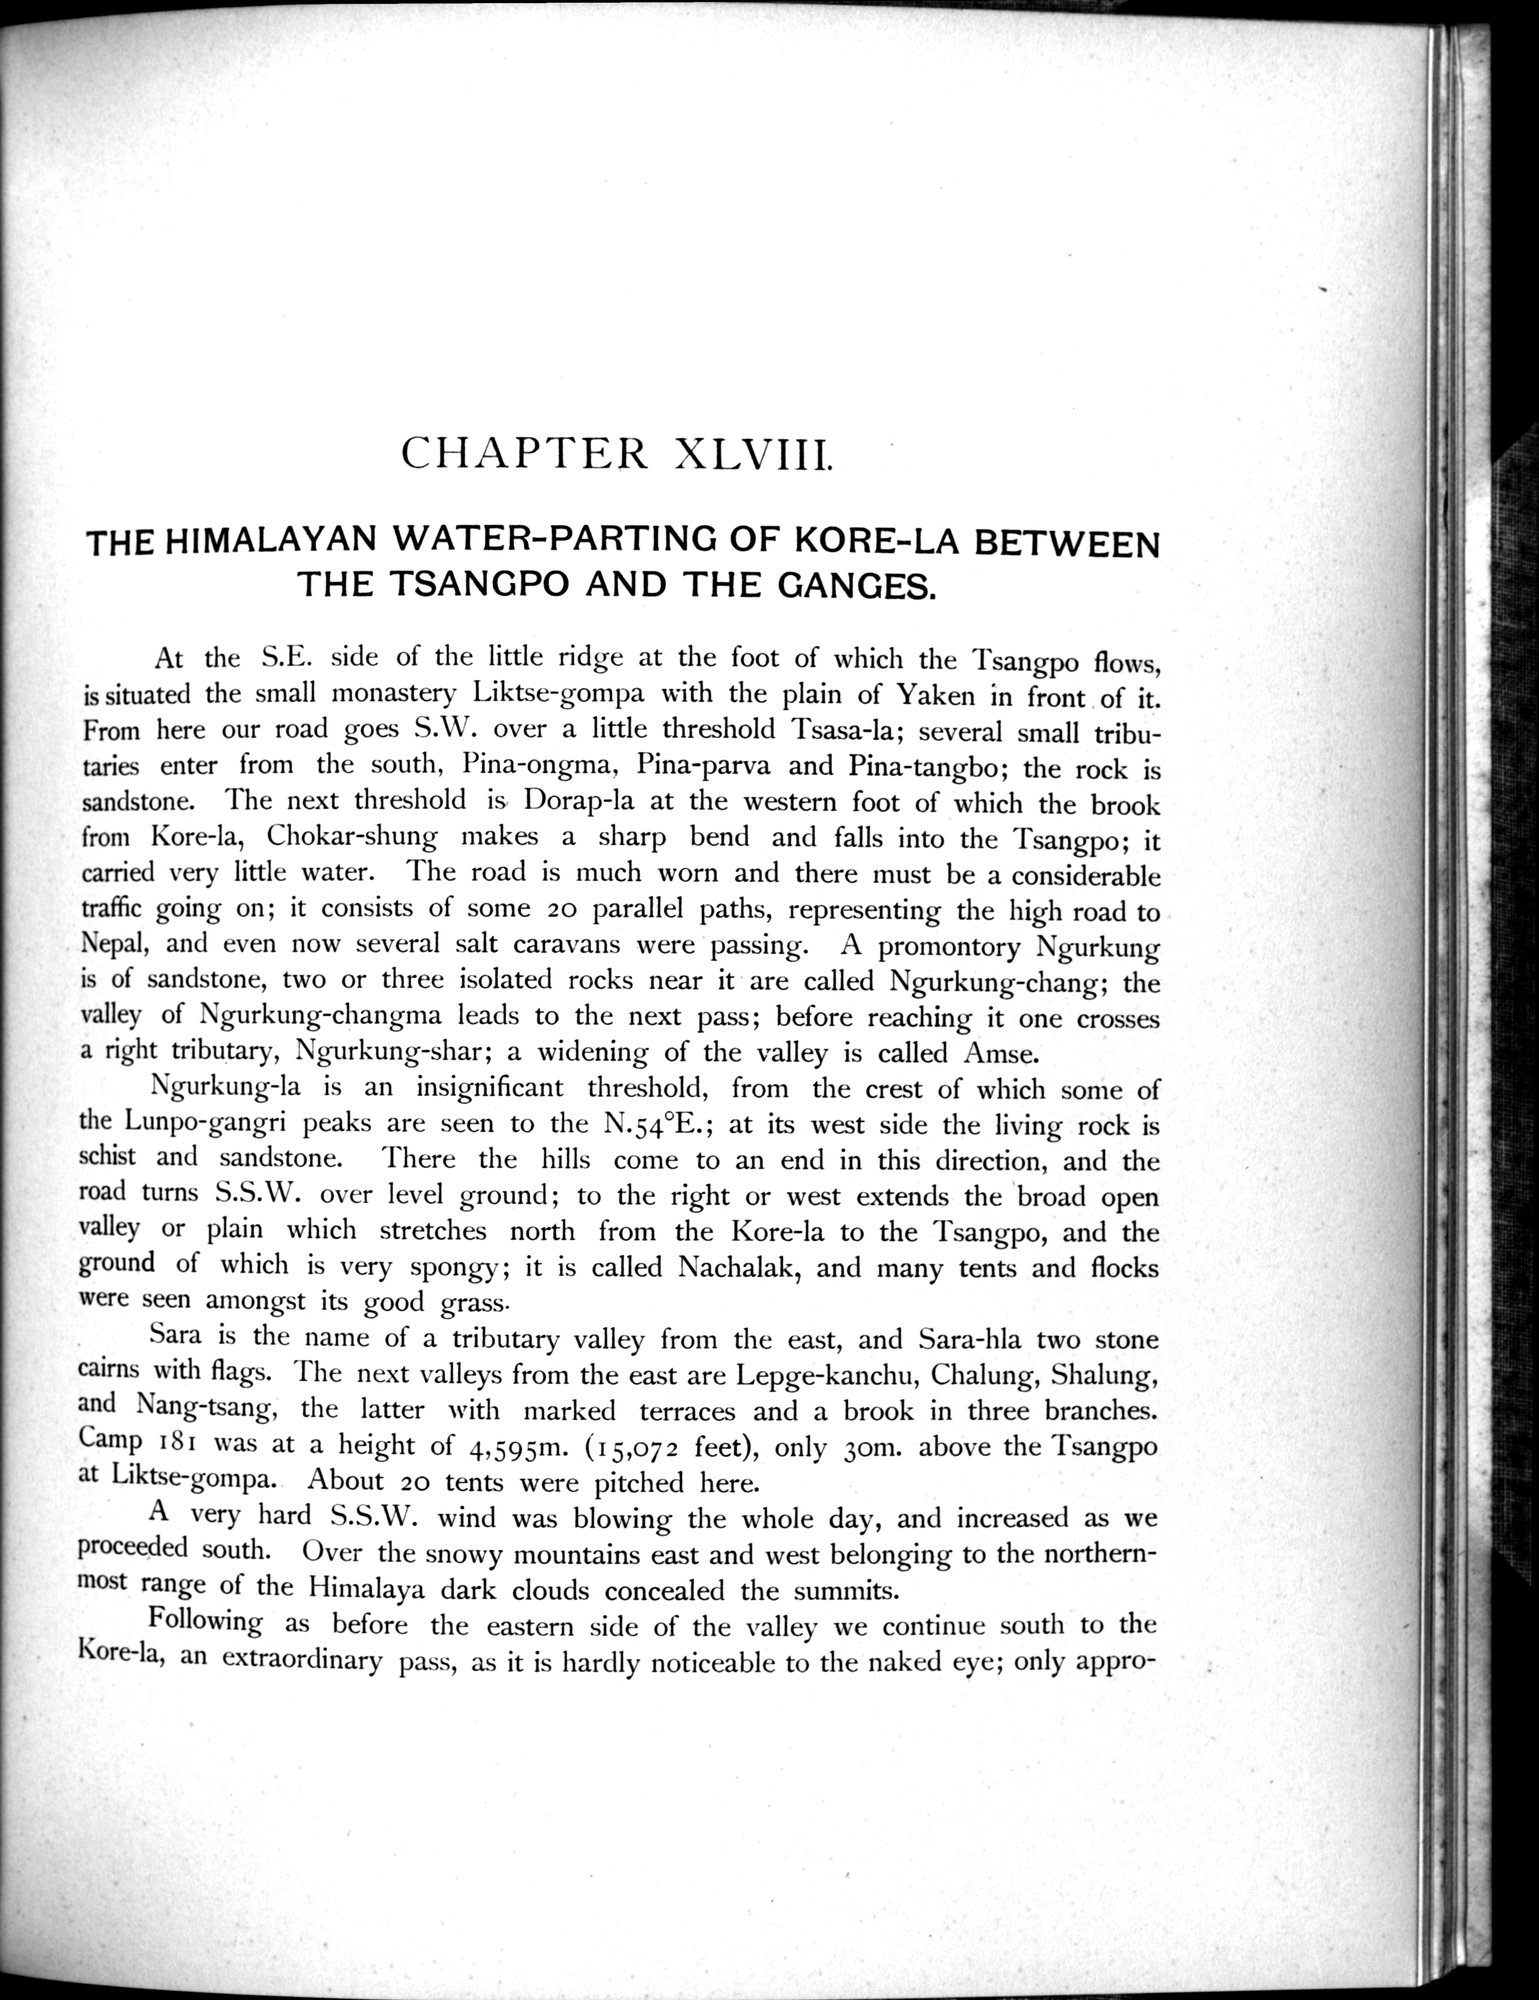 CHAPTER XLVIII.
THE HIMALAYAN WATER-PARTING OF KORE-LA BETWEEN
THE TSANGPO AND THE GANGES.
At the S.E. side of the little ridge at the foot of which the Tsangpo flows,
is situated the small monastery Liktse-gompa with the plain of Yaken in front of it.
From here our road goes S.W. over a little threshold Tsasa-la; several small tribu-
taries enter from the south, Pina-ongma, Pina-parva and Pina-tangbo; the rock is
sandstone. The next threshold is Dorap-la at the western foot of which the brook
from Kore-la, Chokar-shung makes a sharp bend and falls into the Tsangpo; it
carried very little water. The road is much worn and there must be a considerable
traffic going on; it consists of some 20 parallel paths, representing the high road to
Nepal, and even now several salt caravans were passing. A promontory Ngurkung
is of sandstone, two or three isolated rocks near it are called Ngurkung-chang; the
valley of Ngurkung-changma leads to the next pass; before reaching it one crosses
a right tributary, Ngurkung-shar; a widening of the valley is called Amse.
Ngurkung-la is an insignificant threshold, from the crest of which some of
the Lunpo-gangri peaks are seen to the N.54°E.; at its west side the living rock is
schist and sandstone. There the hills come to an end in this direction, and the
road turns S.S.W. over level ground; to the right or west extends the broad open
valley or plain which stretches north from the Kore-la to the Tsangpo, and the
ground of which is very spongy; it is called Nachalak, and many tents and flocks
were seen amongst its good grass.
Sara is the name of a tributary valley from the east, and Sara-hla two stone
cairns with flags. The next valleys from the east are Lepge-kanchu, Chalung, Shalung,
and Nang-tsang, the latter with marked terraces and a brook in three branches.
Camp 181 was at a height of 4,595m. (15,072 feet), only 30m. above the Tsangpo
at Liktse-gompa. About 20 tents were pitched here.
A very hard S.S.W. wind was blowing the whole day, and increased as we
proceeded south. Over the snowy mountains east and west belonging to the northern-
most range of the Himalaya dark clouds concealed the summits.
Following as before the eastern side of the valley we continue south to the
Kore-la, an extraordinary pass, as it is hardly noticeable to the naked eye; only appro-